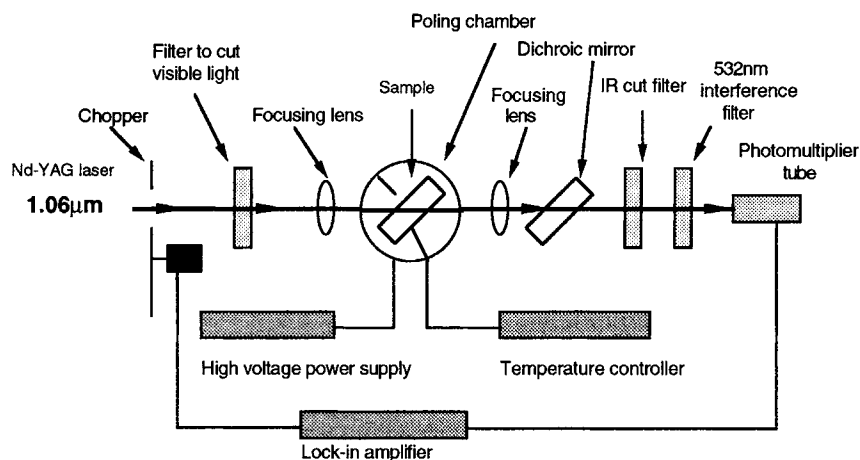 Poling chamber
Filter to cut
visible light
Dichroic mirror
532nm
interference
filter
Sample
IR cut filter
Chopper
Focusing lens
Focusing
lens
Photomultiplier
tube
Nd-YAG laser
1.06μm
High voltage power supply
Temperature controller
Lock-in amplifier